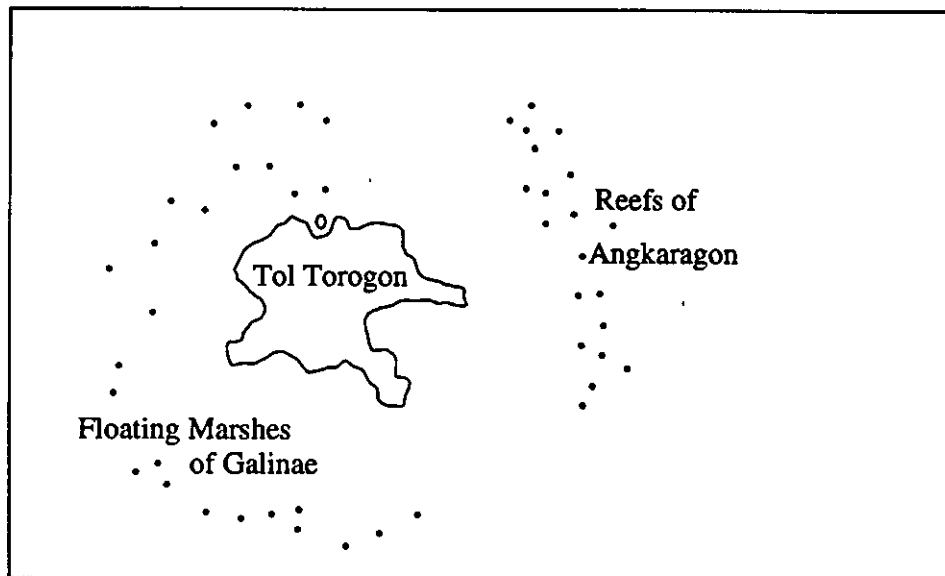 Reefs of
Angkaragon
Tol Torogon
Floating Marshes
of Galinae